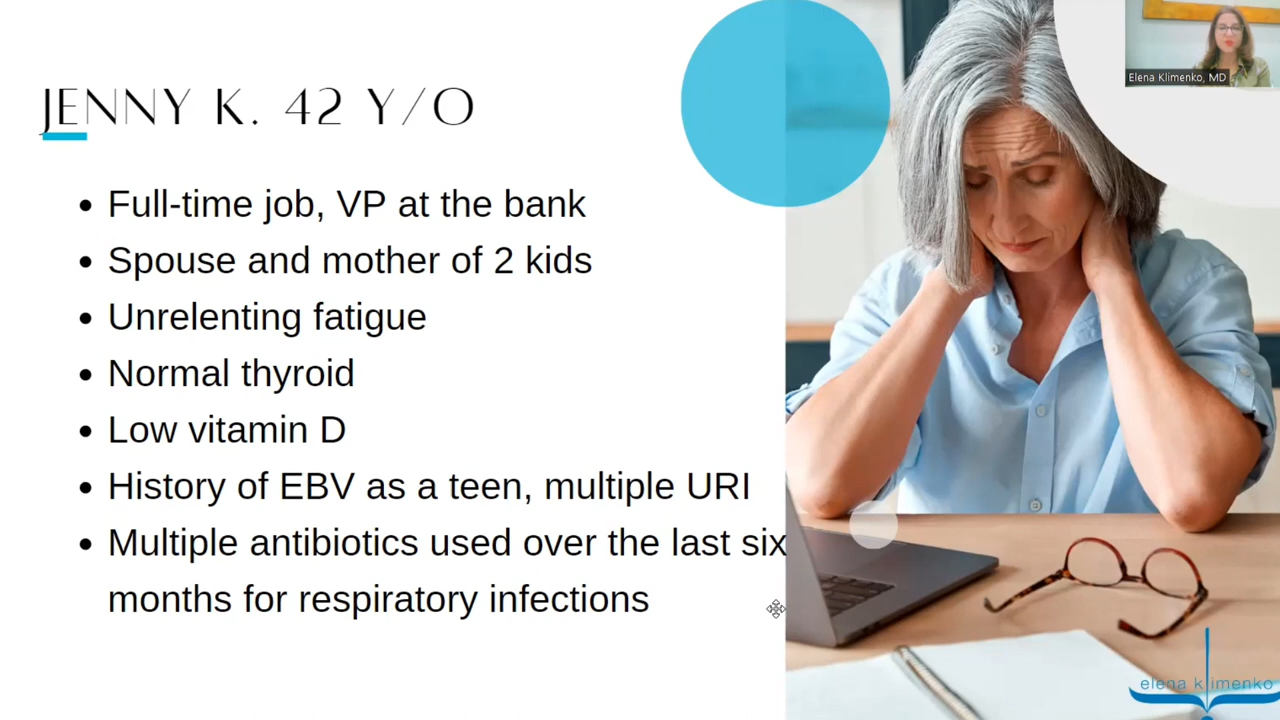 JENNY K. 42 Y/O
Full-time job, VP at the bank
Spouse and mother of 2 kids
Unrelenting fatigue
Normal thyroid
Low vitamin D
History of EBV as a teen, multiple URI
Multiple antibiotics used over the last six
months for respiratory infections
Elena Klimenko, MD
elena klimenko